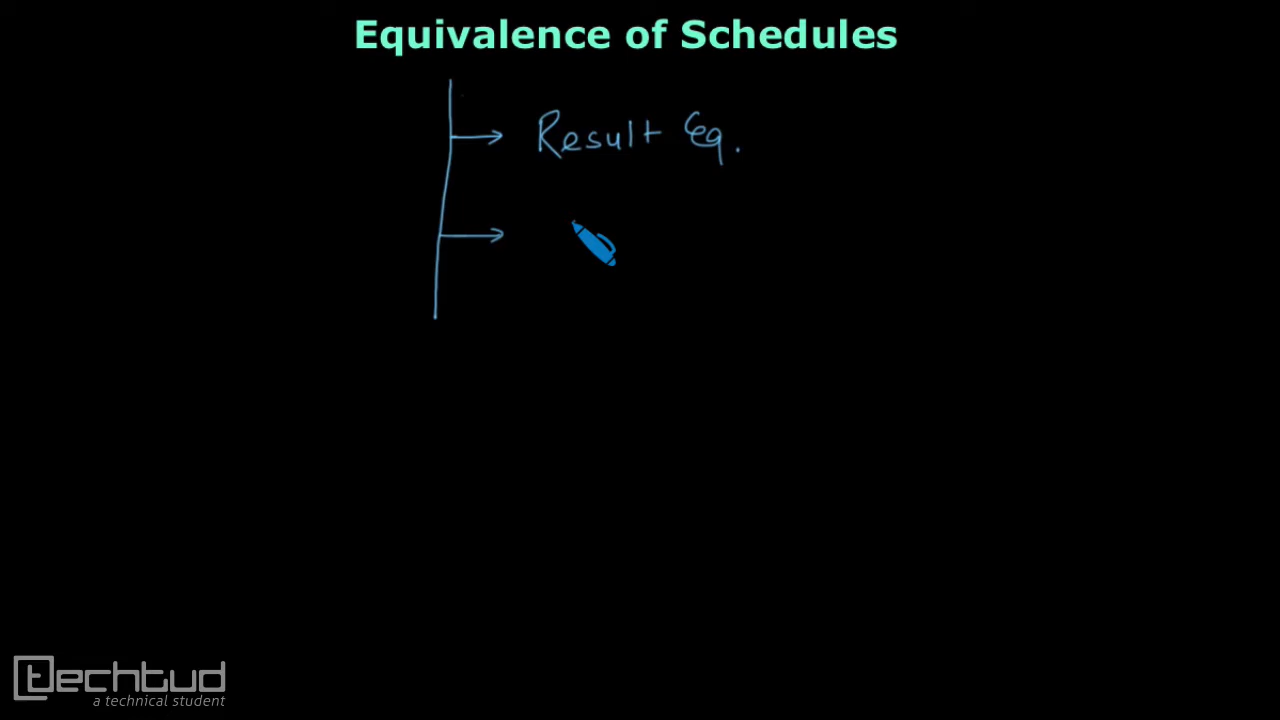 Equivalence of Schedules
Result Eq.
techtud
a technical student